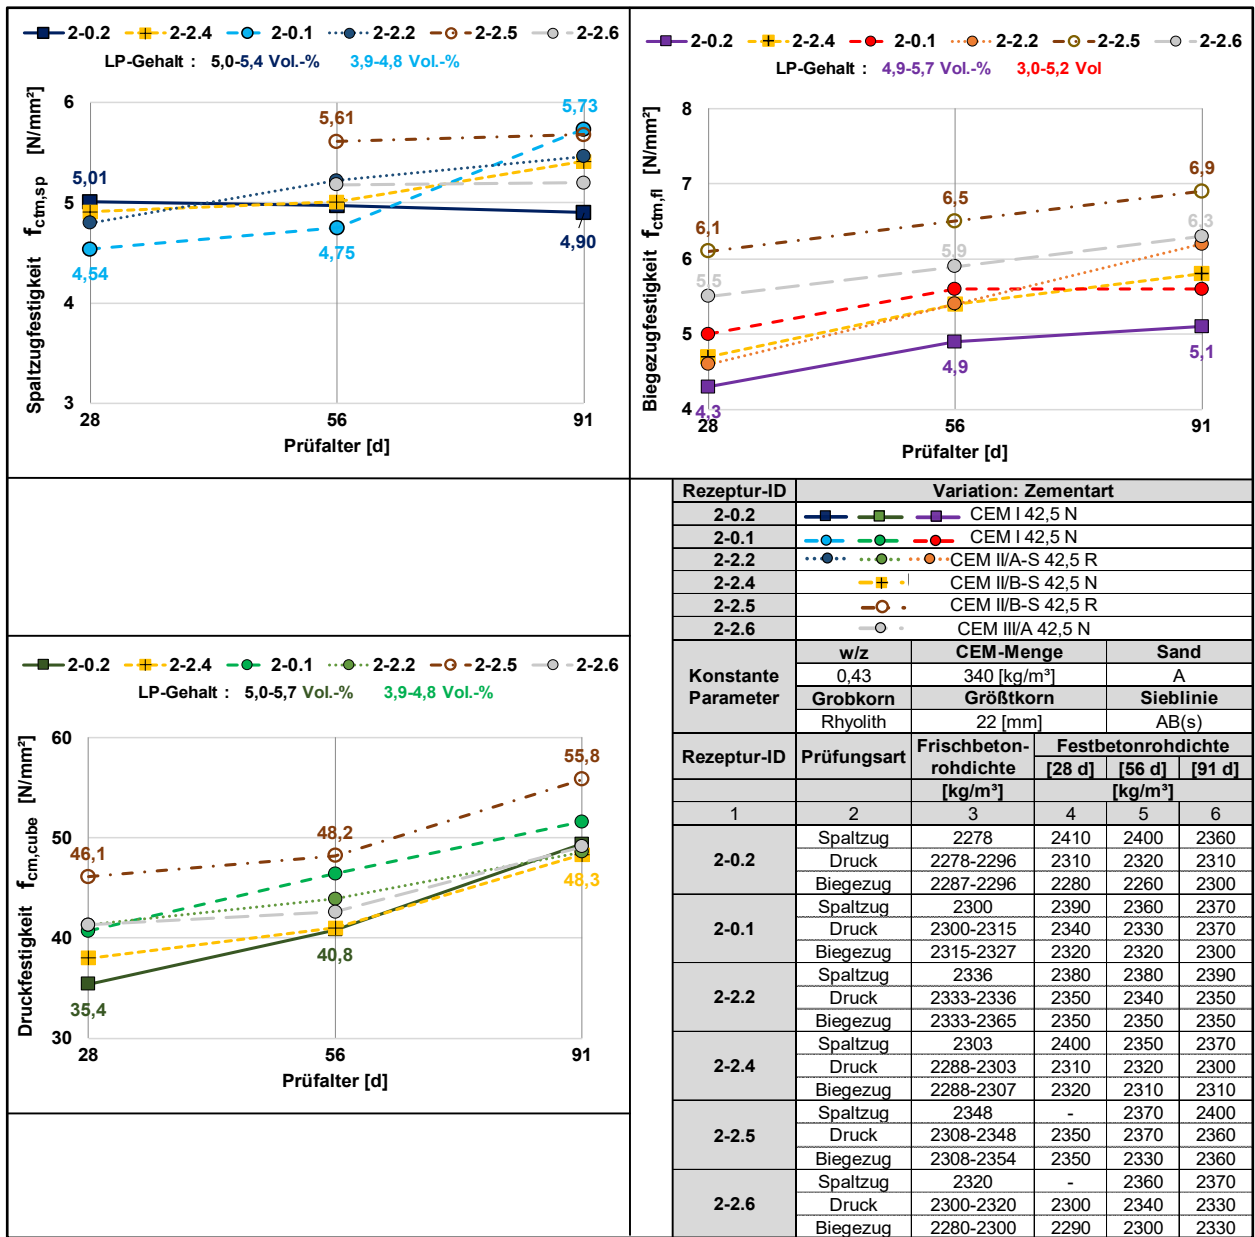 2-0.2 2-2.4 2-0.1 2-2.2 2-2.5 2-2.6
LP-Gehalt : 5,0-5,4 Vol.-% 3,9-4,8 Vol.-%
Spaltzugfestigkeit fctm,sp [N/mm²]
6
5
4
3
5,73
5,61
5,01
4,90
4,75
4,54
28 56 91
Prüfalter [d]
2-0.2 2-2.4 2-0.1 2-2.2 2-2.5 2-2.6
LP-Gehalt : 4,9-5,7 Vol.-% 3,0-5,2 Vol
Biegezugfestigkeit fctm,fl [N/mm²]
8
7
6
5
4
6,9
6,5
6,1
6,3
5,9
5,5
5,1
4,9
4,3
28 56 91
Prüfalter [d]
2-0.2 2-2.4 2-0.1 2-2.2 2-2.5 2-2.6
LP-Gehalt : 5,0-5,7 Vol.-% 3,9-4,8 Vol.-%
Druckfestigkeit fcm,cube [N/mm²]
60
50
40
30
55,8
48,2
46,1
48,3
40,8
35,4
28 56 91
Prüfalter [d]
Rezeptur-ID Variation: Zementart
2-0.2 CEM I 42,5 N
2-0.1 CEM I 42,5 N
2-2.2 CEM II/A-S 42,5 R
2-2.4 CEM II/B-S 42,5 N
2-2.5 CEM II/B-S 42,5 R
2-2.6 CEM III/A 42,5 N
Konstante Parameter
w/z CEM-Menge Sand
0,43 340 [kg/m³] A
Grobkorn Größtkorn Sieblinie
Rhyolith 22 [mm] AB(s)
Rezeptur-ID Prüfungsart Frischbeton-rohdichte Festbetonrohdichte
[28 d] [56 d] [91 d]
[kg/m³] [kg/m³]
1 2 3 4 5 6
2-0.2
Spaltzug 2278 2410 2400 2360
Druck 2278-2296 2310 2320 2310
Biegezug 2287-2296 2280 2260 2300
2-0.1
Spaltzug 2300 2390 2360 2370
Druck 2300-2315 2340 2330 2370
Biegezug 2315-2327 2320 2320 2300
2-2.2
Spaltzug 2336 2380 2380 2390
Druck 2333-2336 2350 2340 2350
Biegezug 2333-2365 2350 2350 2350
2-2.4
Spaltzug 2303 2400 2350 2370
Druck 2288-2303 2310 2320 2300
Biegezug 2288-2307 2320 2310 2310
2-2.5
Spaltzug 2348 - 2370 2400
Druck 2308-2348 2350 2370 2360
Biegezug 2308-2354 2350 2330 2360
2-2.6
Spaltzug 2320 - 2360 2370
Druck 2300-2320 2300 2340 2330
Biegezug 2280-2300 2290 2300 2330